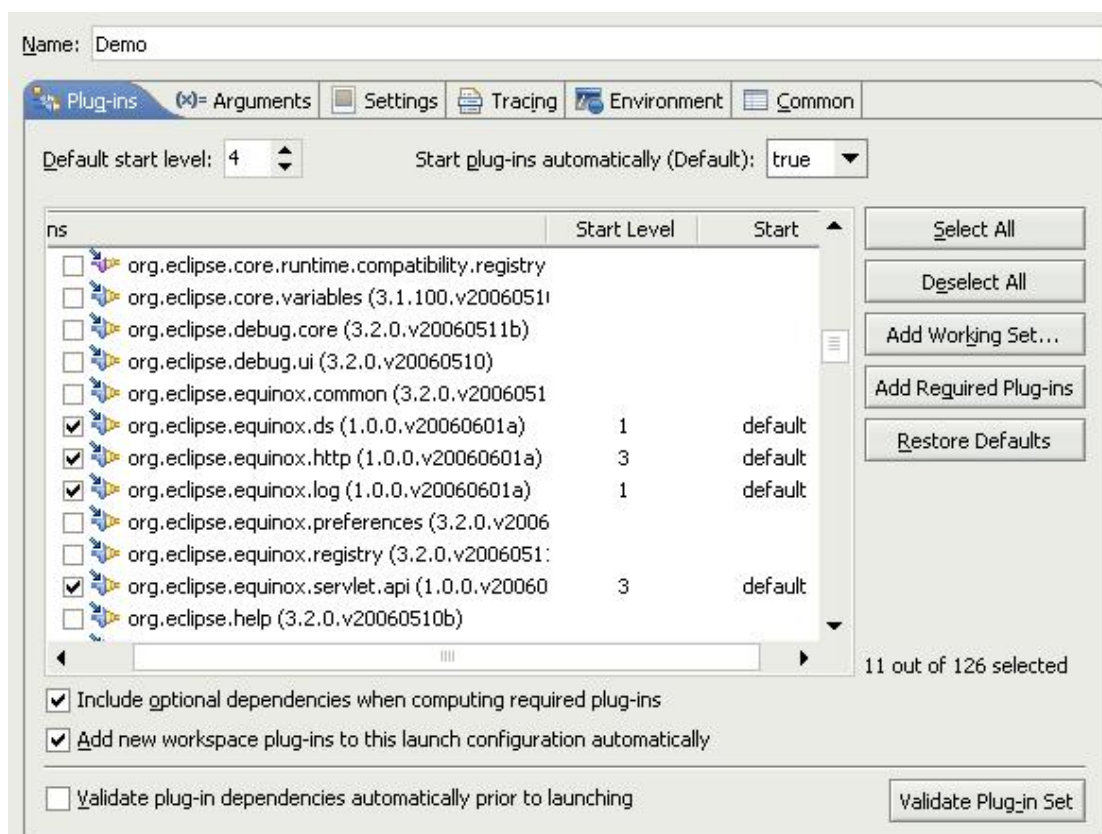 Name: Demo
Plug-ins (x)= Arguments Settings Tracing Environment Common
Default start level: 4 Start plug-ins automatically (Default): true
ns Start Level Start
org.eclipse.core.runtime.compatibility.registry
org.eclipse.core.variables (3.1.100.v2006051
org.eclipse.debug.core (3.2.0.v20060511b)
org.eclipse.debug.ui (3.2.0.v20060510)
org.eclipse.equinox.common (3.2.0.v2006051
org.eclipse.equinox.ds (1.0.0.v20060601a) 1 default
org.eclipse.equinox.http (1.0.0.v20060601a) 3 default
org.eclipse.equinox.log (1.0.0.v20060601a) 1 default
org.eclipse.equinox.preferences (3.2.0.v2006
org.eclipse.equinox.registry (3.2.0.v2006051
org.eclipse.equinox.servlet.api (1.0.0.v20060 3 default
org.eclipse.help (3.2.0.v20060510b)
Select All
Deselect All
Add Working Set...
Add Required Plug-ins
Restore Defaults
11 out of 126 selected
Include optional dependencies when computing required plug-ins
Add new workspace plug-ins to this launch configuration automatically
Validate plug-in dependencies automatically prior to launching
Validate Plug-in Set